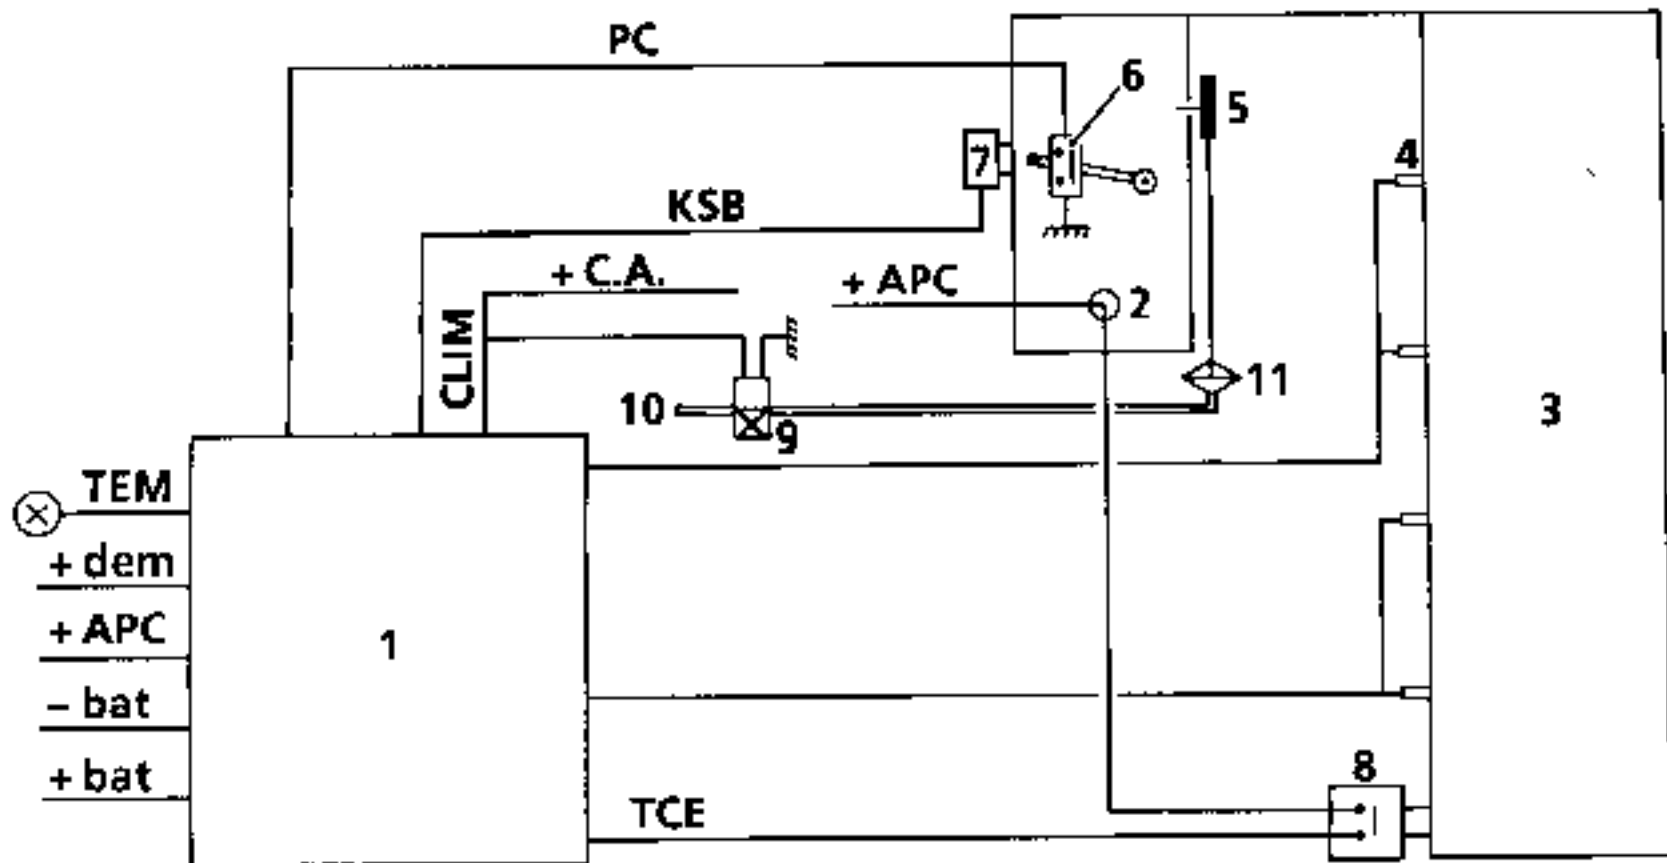 PC
6
5
7
4
KSB
+ C.A.
+ APC
2
CLIM
11
10
9
3
TEM
+ dem
+ APC
1
− bat
+ bat
8
TCE